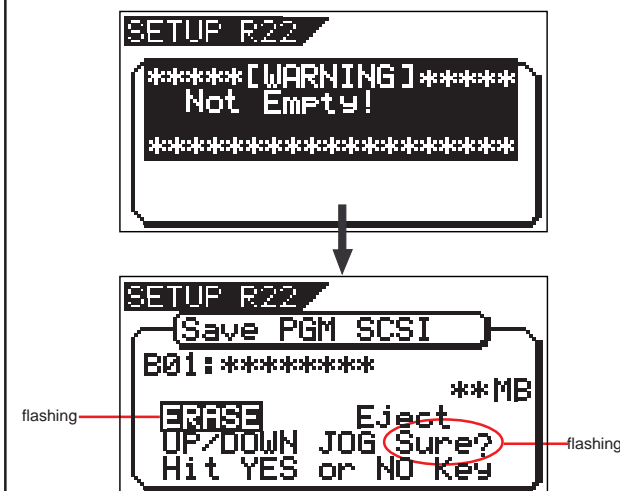 SETUP R22
*****[WARNING]*****
Not Empty!
********************
SETUP R22
Save PGM SCSI
B01:********
**MB
flashing
ERASE Eject
UP/DOWN JOG Sure?
flashing
Hit YES or NO Key